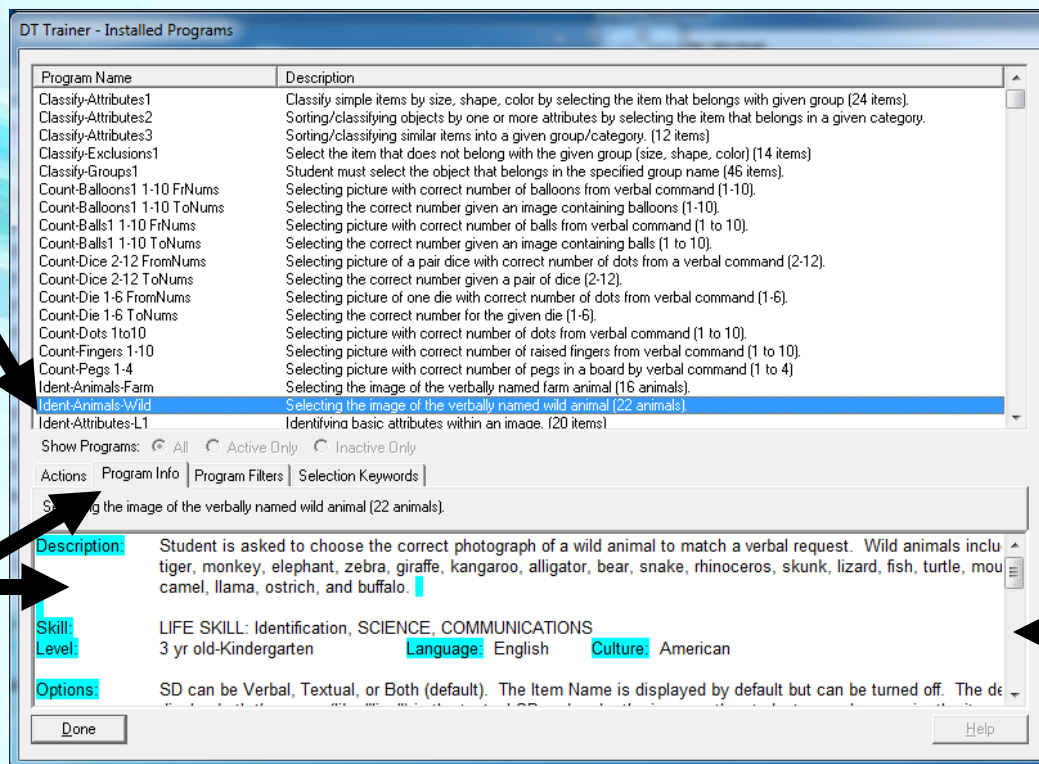 DT Trainer - Installed Programs
Program Name Description
Classify-Attributes1 Classify simple items by size, shape, color by selecting the item that belongs with given group (24 items).
Classify-Attributes2 Sorting/classifying objects by one or more attributes by selecting the item that belongs in a given category.
Classify-Attributes3 Sorting/classifying similar items into a given group/category. (12 items)
Classify-Exclusions1 Select the item that does not belong with the given group (size, shape, color) (14 items)
Classify-Groups1 Student must select the object that belongs in the specified group name (46 items).
Count-Balloons1 1-10 FrNums Selecting picture with correct number of balloons from verbal command (1-10).
Count-Balloons1 1-10 ToNums Selecting the correct number given an image containing balloons (1-10).
Count-Balls1 1-10 FrNums Selecting picture with correct number of balls from verbal command (1 to 10).
Count-Balls1 1-10 ToNums Selecting the correct number given an image containing balls (1 to 10).
Count-Dice 2-12 FromNums Selecting picture of a pair dice with correct number of dots from a verbal command (2-12).
Count-Dice 2-12 ToNums Selecting the correct number given a pair of dice (2-12).
Count-Die 1-6 FromNums Selecting picture of one die with correct number of dots from verbal command (1-6).
Count-Die 1-6 ToNums Selecting the correct number for the given die (1-6).
Count-Dots 1to10 Selecting picture with correct number of dots from verbal command (1 to 10).
Count-Fingers 1-10 Selecting picture with correct number of raised fingers from verbal command (1 to 10).
Count-Pegs 1-4 Selecting picture with correct number of pegs in a board by verbal command (1 to 4)
Ident-Animals-Farm Selecting the image of the verbally named farm animal (16 animals).
Ident-Animals-Wild Selecting the image of the verbally named wild animal (22 animals).
Ident-Attributes-L1 Identifying basic attributes within an image. (20 items)
Show Programs: All Active Only Inactive Only
Actions Program Info Program Filters Selection Keywords
the image of the verbally named wild animal (22 animals).
Description: Student is asked to choose the correct photograph of a wild animal to match a verbal request. Wild animals inclu
tiger, monkey, elephant, zebra, giraffe, kangaroo, alligator, bear, snake, rhinoceros, skunk, lizard, fish, turtle, mou
camel, llama, ostrich, and buffalo.
Skill: LIFE SKILL: Identification, SCIENCE, COMMUNICATIONS
Level: 3 yr old-Kindergarten Language: English Culture: American
Options: SD can be Verbal, Textual, or Both (default). The Item Name is displayed by default but can be turned off. The de
Done Help